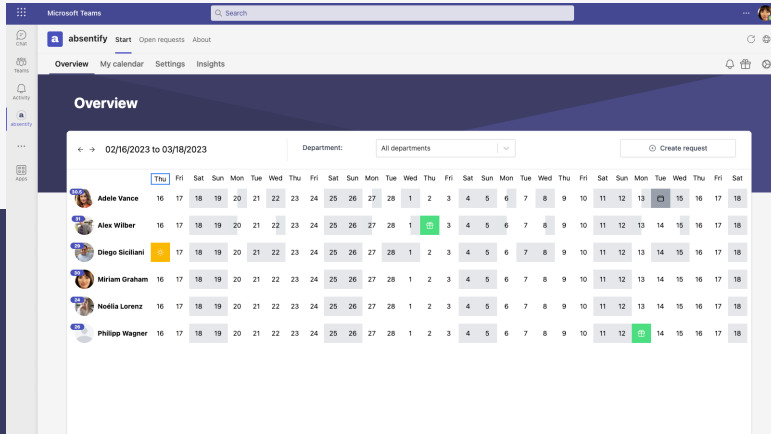 Microsoft Teams
Search
Chat
Teams
Activity
absentify
Apps
a absentify Start Open requests About
Overview My calendar Settings Insights
Overview
02/16/2023 to 03/18/2023 Department: All departments Create request
Thu Fri Sat Sun Mon Tue Wed Thu Fri Sat Sun Mon Tue Wed Thu Fri Sat Sun Mon Tue Wed Thu Fri Sat Sun Mon Tue Wed Thu Fri Sat
30.5 Adele Vance 16 17 18 19 20 21 22 23 24 25 26 27 28 1 2 3 4 5 6 7 8 9 10 11 12 13 15 16 17 18
31 Alex Wilber 16 17 18 19 20 21 22 23 24 25 26 27 28 1 3 4 5 6 7 8 9 10 11 12 13 14 15 16 17 18
29 Diego Siciliani 17 18 19 20 21 22 23 24 25 26 27 28 1 2 3 4 5 6 7 8 9 10 11 12 13 14 15 16 17 18
30 Miriam Graham 16 17 18 19 20 21 22 23 24 25 26 27 28 1 2 3 4 5 6 7 8 9 10 11 12 13 14 15 16 17 18
24 Noélia Lorenz 16 17 18 19 20 21 22 23 24 25 26 27 28 1 2 3 4 5 6 7 8 9 10 11 12 13 14 15 16 17 18
28 Philipp Wagner 16 17 18 19 20 21 22 23 24 25 26 27 28 1 2 3 4 5 6 7 8 9 10 11 12 14 15 16 17 18